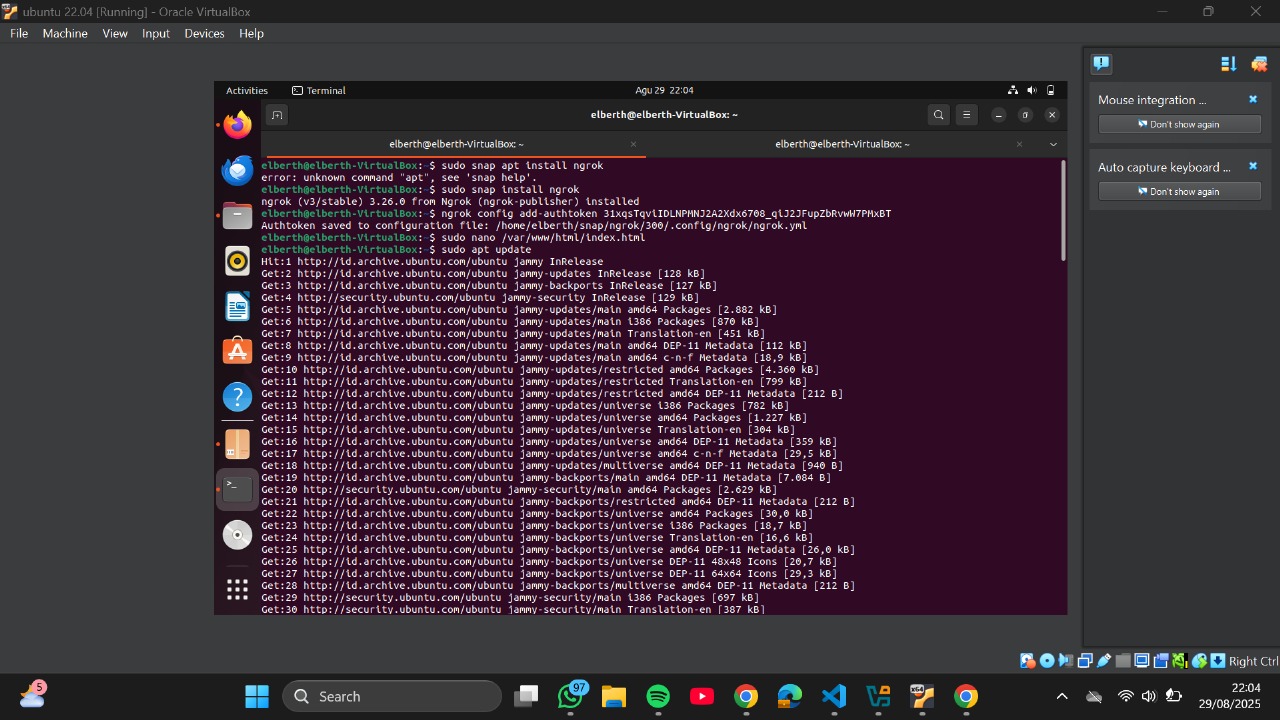 ubuntu 22.04 [Running] - Oracle VirtualBox
File Machine View Input Devices Help
Activities Terminal Agu 29 22:04
elberth@elberth-VirtualBox: ~
elberth@elberth-VirtualBox: ~ elberth@elberth-VirtualBox: ~
elberth@elberth-VirtualBox:~$ sudo snap apt install ngrok
error: unknown command "apt", see 'snap help'.
elberth@elberth-VirtualBox:~$ sudo snap install ngrok
ngrok (v3/stable) 3.26.0 from Ngrok (ngrok-publisher) installed
elberth@elberth-VirtualBox:~$ ngrok config add-authtoken 31xqsTqviIDLNPMNJ2A2Xdx6708_qiJ2JFupZbRvwW7PMxBT
Authtoken saved to configuration file: /home/elberth/snap/ngrok/300/.config/ngrok/ngrok.yml
elberth@elberth-VirtualBox:~$ sudo nano /var/www/html/index.html
elberth@elberth-VirtualBox:~$ sudo apt update
Hit:1 http://id.archive.ubuntu.com/ubuntu jammy InRelease
Get:2 http://id.archive.ubuntu.com/ubuntu jammy-updates InRelease [128 kB]
Get:3 http://id.archive.ubuntu.com/ubuntu jammy-backports InRelease [127 kB]
Get:4 http://security.ubuntu.com/ubuntu jammy-security InRelease [129 kB]
Get:5 http://id.archive.ubuntu.com/ubuntu jammy-updates/main amd64 Packages [2.882 kB]
Get:6 http://id.archive.ubuntu.com/ubuntu jammy-updates/main i386 Packages [870 kB]
Get:7 http://id.archive.ubuntu.com/ubuntu jammy-updates/main Translation-en [451 kB]
Get:8 http://id.archive.ubuntu.com/ubuntu jammy-updates/main amd64 DEP-11 Metadata [112 kB]
Get:9 http://id.archive.ubuntu.com/ubuntu jammy-updates/main amd64 c-n-f Metadata [18,9 kB]
Get:10 http://id.archive.ubuntu.com/ubuntu jammy-updates/restricted amd64 Packages [4.360 kB]
Get:11 http://id.archive.ubuntu.com/ubuntu jammy-updates/restricted Translation-en [799 kB]
Get:12 http://id.archive.ubuntu.com/ubuntu jammy-updates/restricted amd64 DEP-11 Metadata [212 B]
Get:13 http://id.archive.ubuntu.com/ubuntu jammy-updates/universe i386 Packages [782 kB]
Get:14 http://id.archive.ubuntu.com/ubuntu jammy-updates/universe amd64 Packages [1.227 kB]
Get:15 http://id.archive.ubuntu.com/ubuntu jammy-updates/universe Translation-en [304 kB]
Get:16 http://id.archive.ubuntu.com/ubuntu jammy-updates/universe amd64 DEP-11 Metadata [359 kB]
Get:17 http://id.archive.ubuntu.com/ubuntu jammy-updates/universe amd64 c-n-f Metadata [29,5 kB]
Get:18 http://id.archive.ubuntu.com/ubuntu jammy-updates/multiverse amd64 DEP-11 Metadata [940 B]
Get:19 http://id.archive.ubuntu.com/ubuntu jammy-backports/main amd64 DEP-11 Metadata [7.084 B]
Get:20 http://security.ubuntu.com/ubuntu jammy-security/main amd64 Packages [2.629 kB]
Get:21 http://id.archive.ubuntu.com/ubuntu jammy-backports/restricted amd64 DEP-11 Metadata [212 B]
Get:22 http://id.archive.ubuntu.com/ubuntu jammy-backports/universe amd64 Packages [30,0 kB]
Get:23 http://id.archive.ubuntu.com/ubuntu jammy-backports/universe i386 Packages [18,7 kB]
Get:24 http://id.archive.ubuntu.com/ubuntu jammy-backports/universe Translation-en [16,6 kB]
Get:25 http://id.archive.ubuntu.com/ubuntu jammy-backports/universe amd64 DEP-11 Metadata [26,0 kB]
Get:26 http://id.archive.ubuntu.com/ubuntu jammy-backports/universe DEP-11 48x48 Icons [20,7 kB]
Get:27 http://id.archive.ubuntu.com/ubuntu jammy-backports/universe DEP-11 64x64 Icons [29,3 kB]
Get:28 http://id.archive.ubuntu.com/ubuntu jammy-backports/multiverse amd64 DEP-11 Metadata [212 B]
Get:29 http://security.ubuntu.com/ubuntu jammy-security/main i386 Packages [697 kB]
Get:30 http://security.ubuntu.com/ubuntu jammy-security/main Translation-en [387 kB]
Mouse integration ...
Don't show again
Auto capture keyboard ...
Don't show again
Right Ctrl
5
Search
97
22:04
29/08/2025